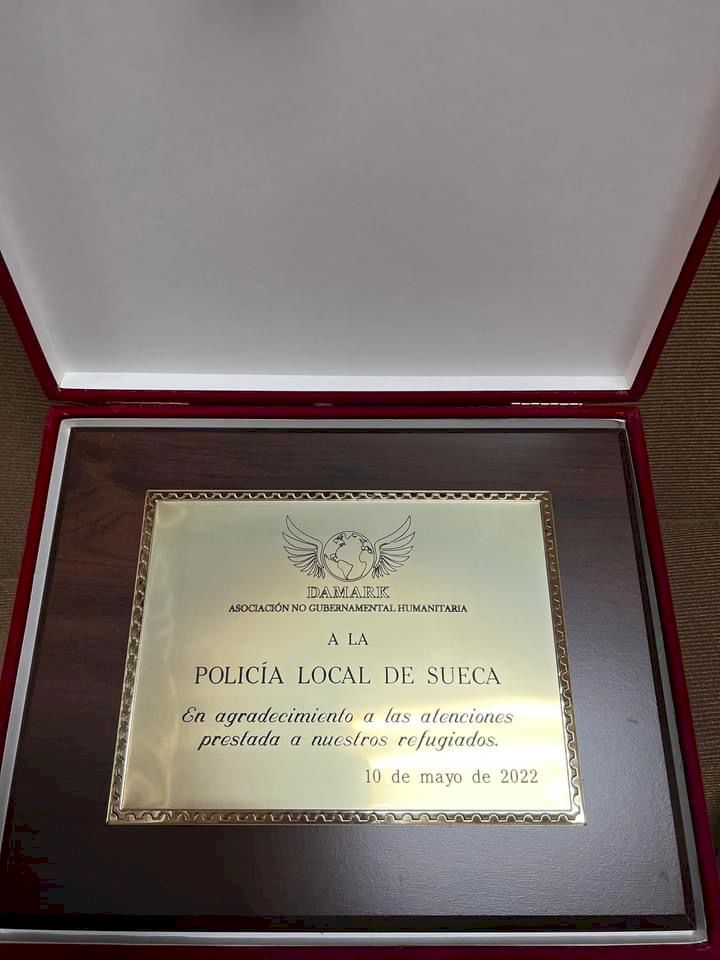 DAMARK
ASOCIACIÓN NO GUBERNAMENTAL HUMANITARIA
A LA
POLICÍA LOCAL DE SUECA
En agradecimiento a las atenciones
prestada a nuestros refugiados.
10 de mayo de 2022